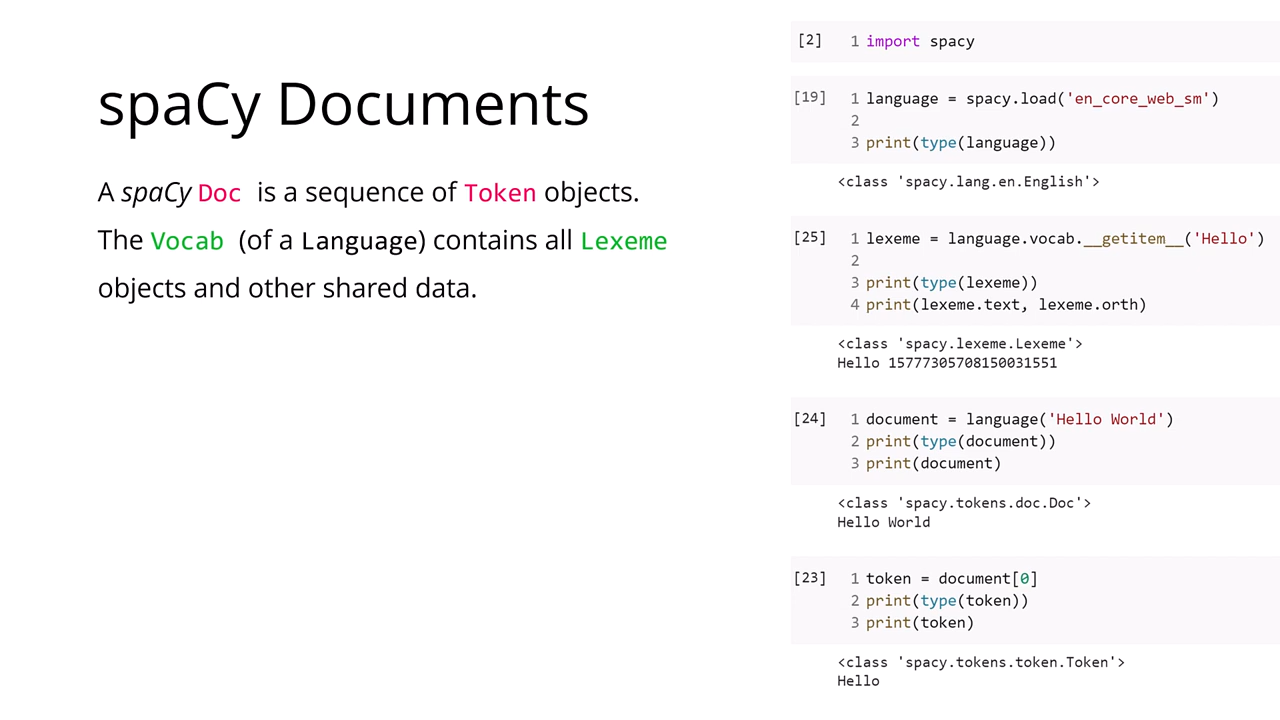 spaCy Documents
A spaCy Doc is a sequence of Token objects.
The Vocab (of a Language) contains all Lexeme
objects and other shared data.
[2] 1 import spacy
[19] 1 language = spacy.load('en_core_web_sm')
2
3 print(type(language))
<class 'spacy.lang.en.English'>
[25] 1 lexeme = language.vocab.__getitem__('Hello')
2
3 print(type(lexeme))
4 print(lexeme.text, lexeme.orth)
<class 'spacy.lexeme.Lexeme'>
Hello 15777305708150031551
[24] 1 document = language('Hello World')
2 print(type(document))
3 print(document)
<class 'spacy.tokens.doc.Doc'>
Hello World
[23] 1 token = document[0]
2 print(type(token))
3 print(token)
<class 'spacy.tokens.token.Token'>
Hello